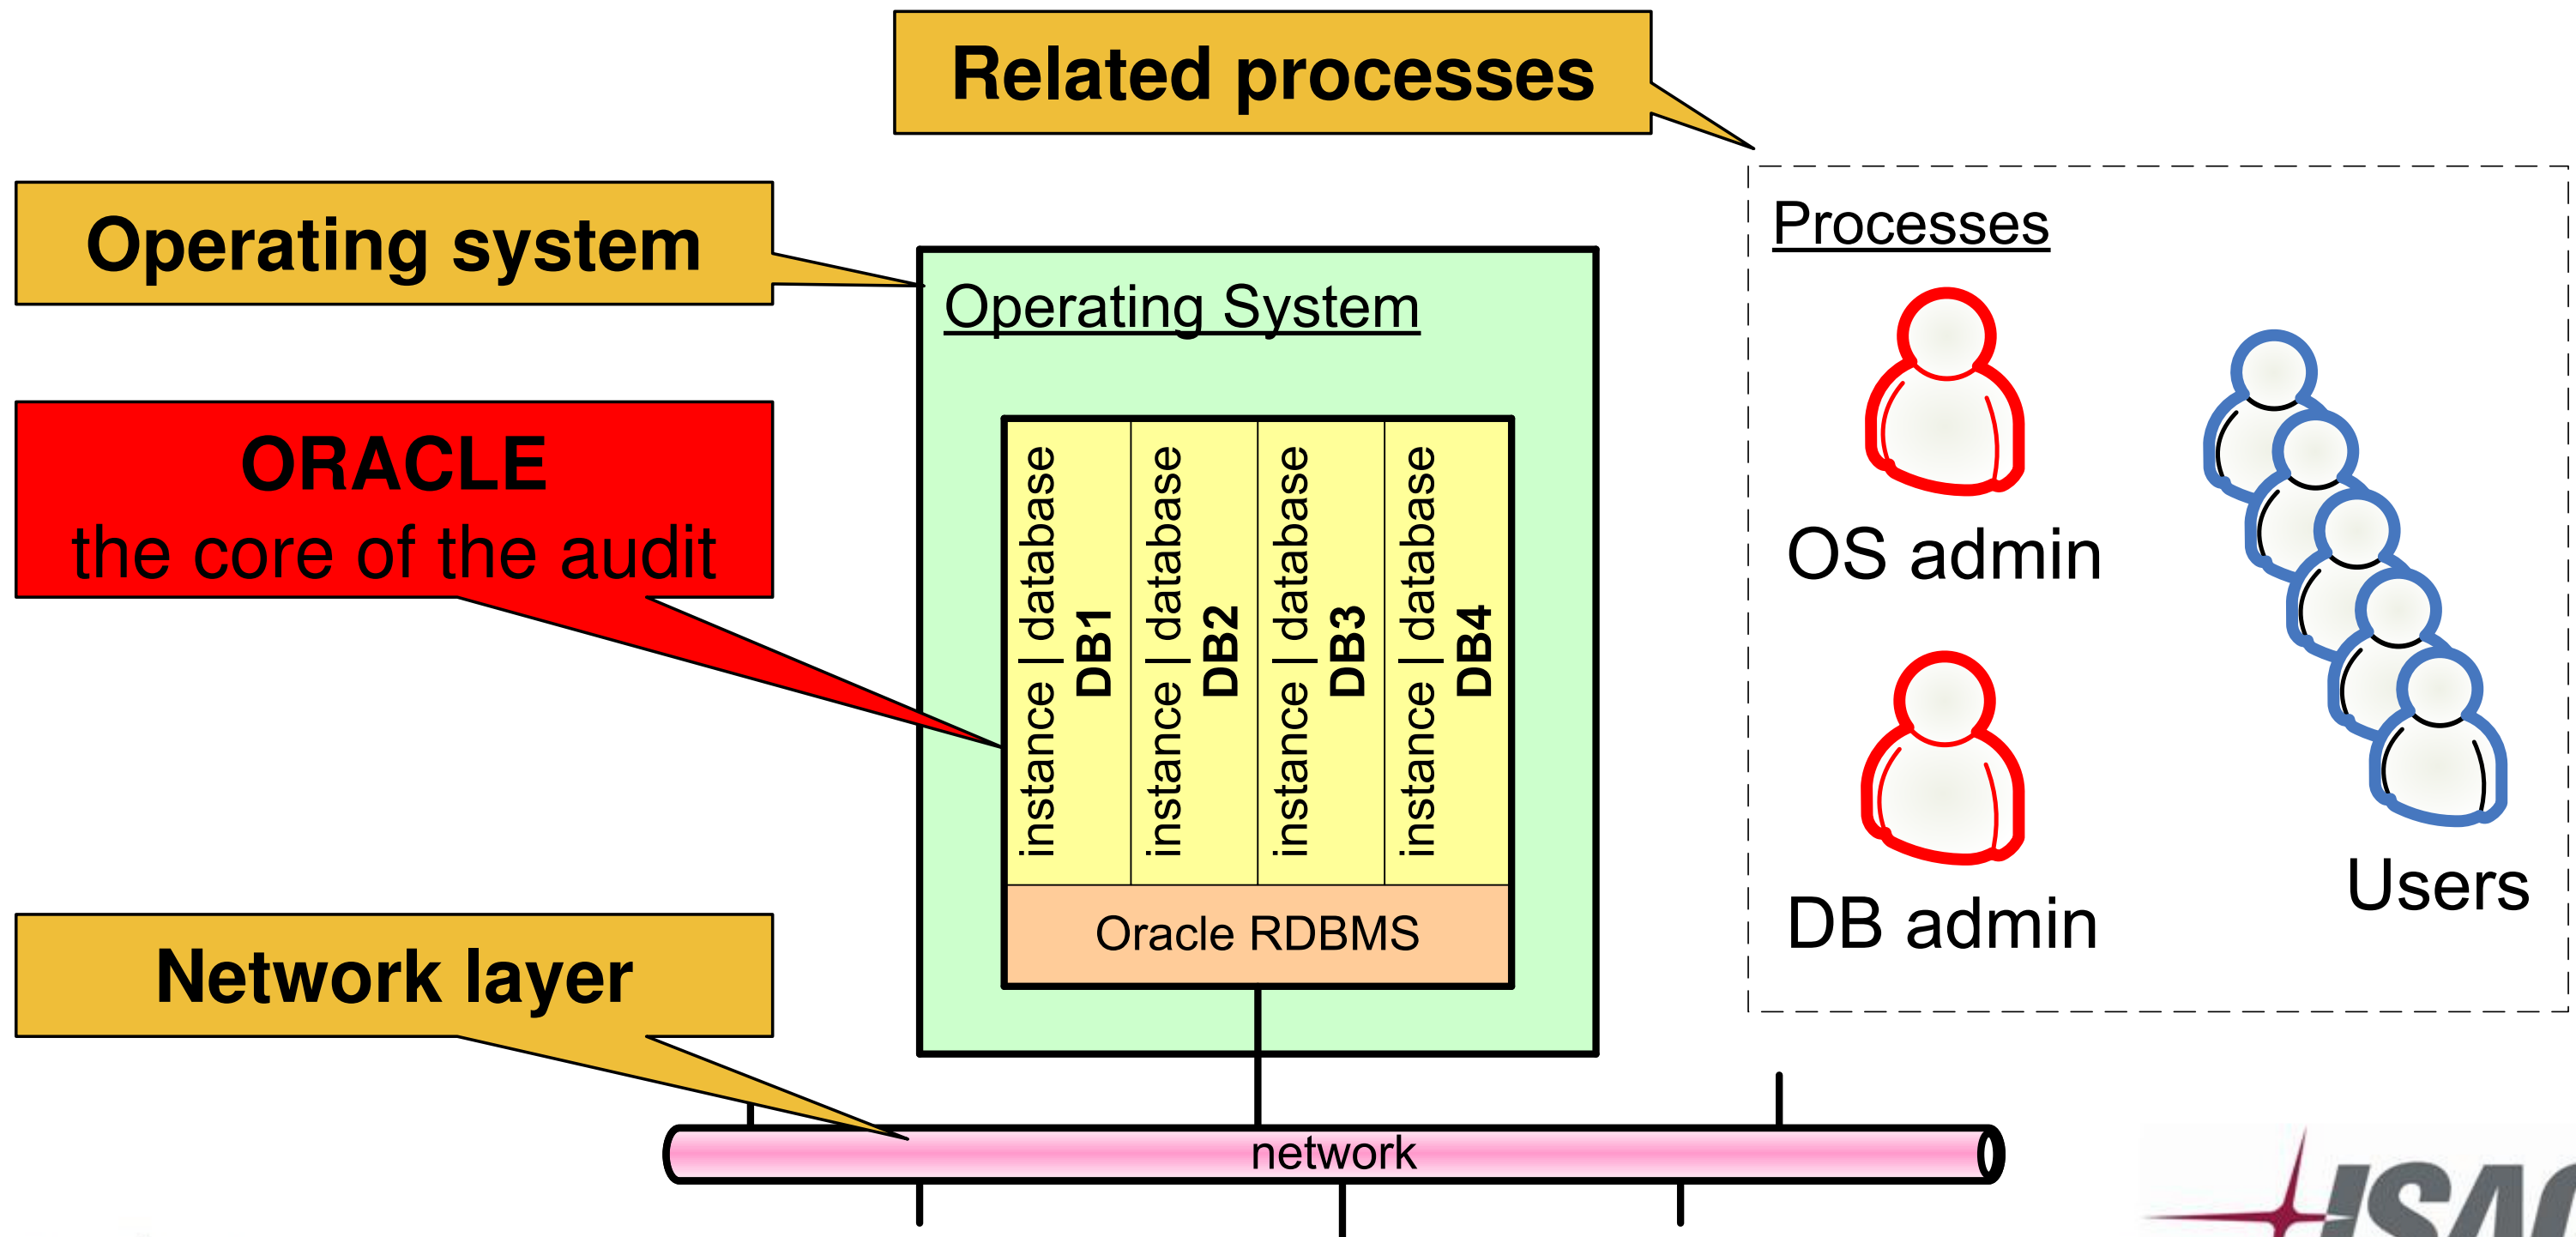 Related processes
Operating system
Processes
Operating System
ORACLE
the core of the audit
instance | database
DB1
instance | database
DB2
instance | database
DB3
instance | database
DB4
OS admin
Users
DB admin
Oracle RDBMS
Network layer
network